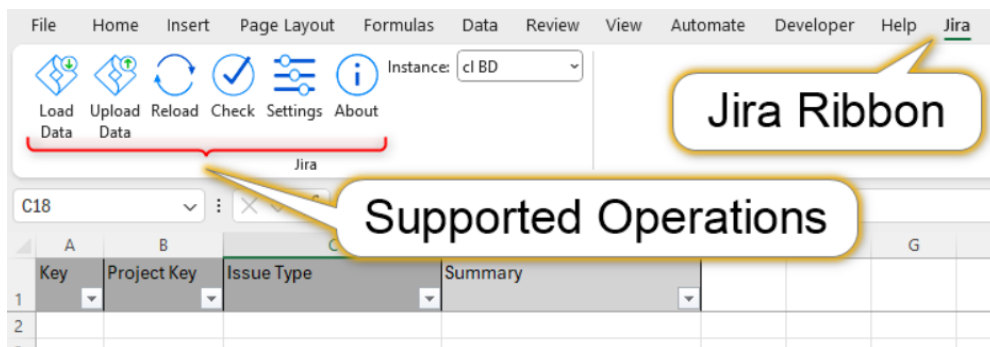 File Home Insert Page Layout Formulas Data Review View Automate Developer Help Jira
Load Data Upload Data Reload Check Settings About Instance: cl BD
Jira
Jira Ribbon
C18
Supported Operations
A B C G
1 Key Project Key Issue Type Summary
2